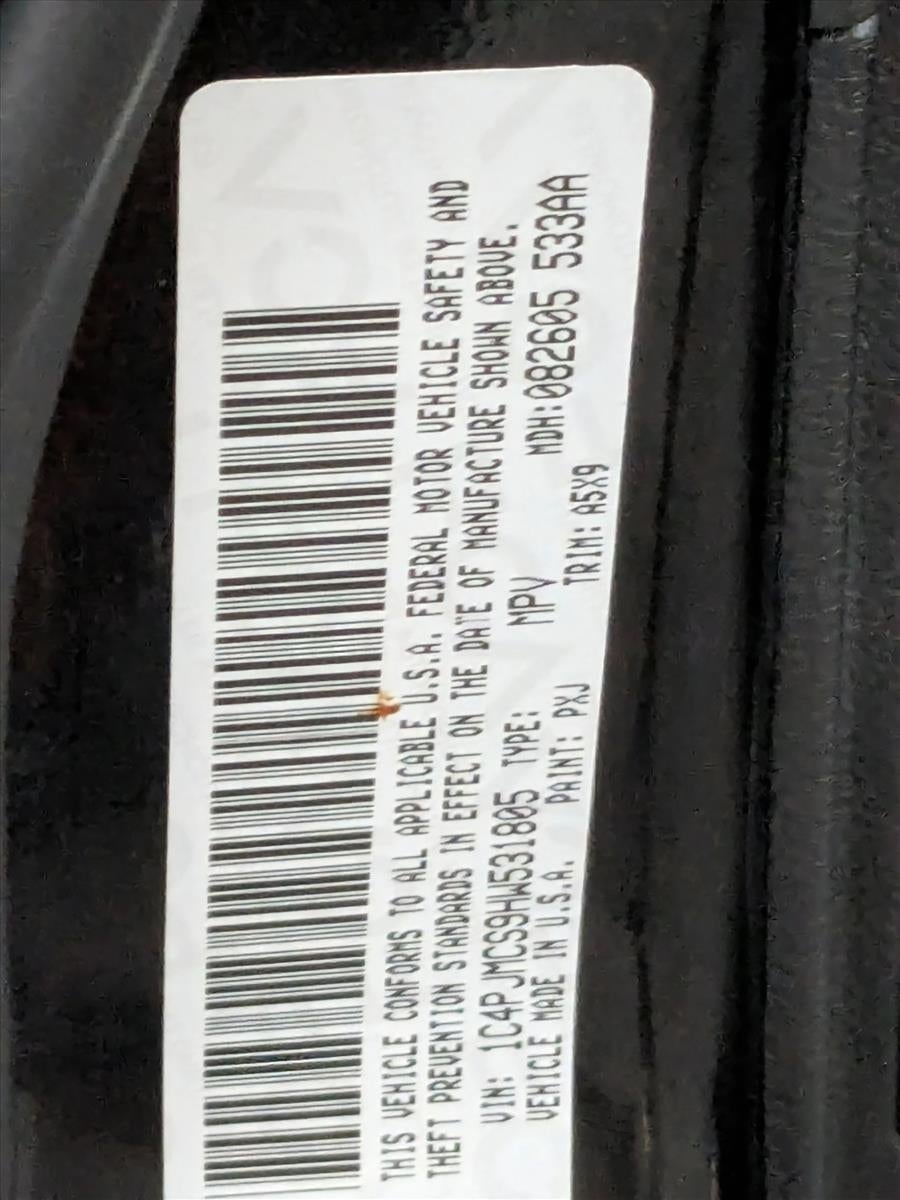 THIS VEHICLE CONFORMS TO ALL APPLICABLE U.S.A. FEDERAL MOTOR VEHICLE SAFETY AND
THEFT PREVENTION STANDARDS IN EFFECT ON THE DATE OF MANUFACTURE SHOWN ABOVE.
VIN: 1C4PJMCS9HW531805 TYPE: MPV MDH:082605 533AA
VEHICLE MADE IN U.S.A. PAINT: PXJ TRIM: A5X9